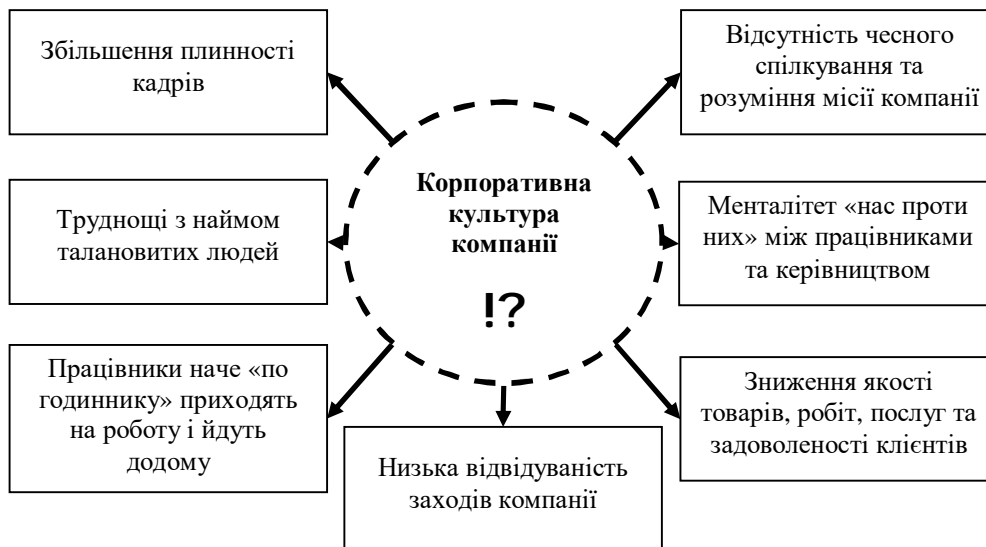 Збільшення плинності
кадрів
Відсутність чесного
спілкування та
розуміння місії компанії
Корпоративна
культура
компанії
!?
Труднощі з наймом
талановитих людей
Менталітет «нас проти
них» між працівниками
та керівництвом
Працівники наче «по
годиннику» приходять
на роботу і йдуть
додому
Зниження якості
товарів, робіт, послуг та
задоволеності клієнтів
Низька відвідуваність
заходів компанії